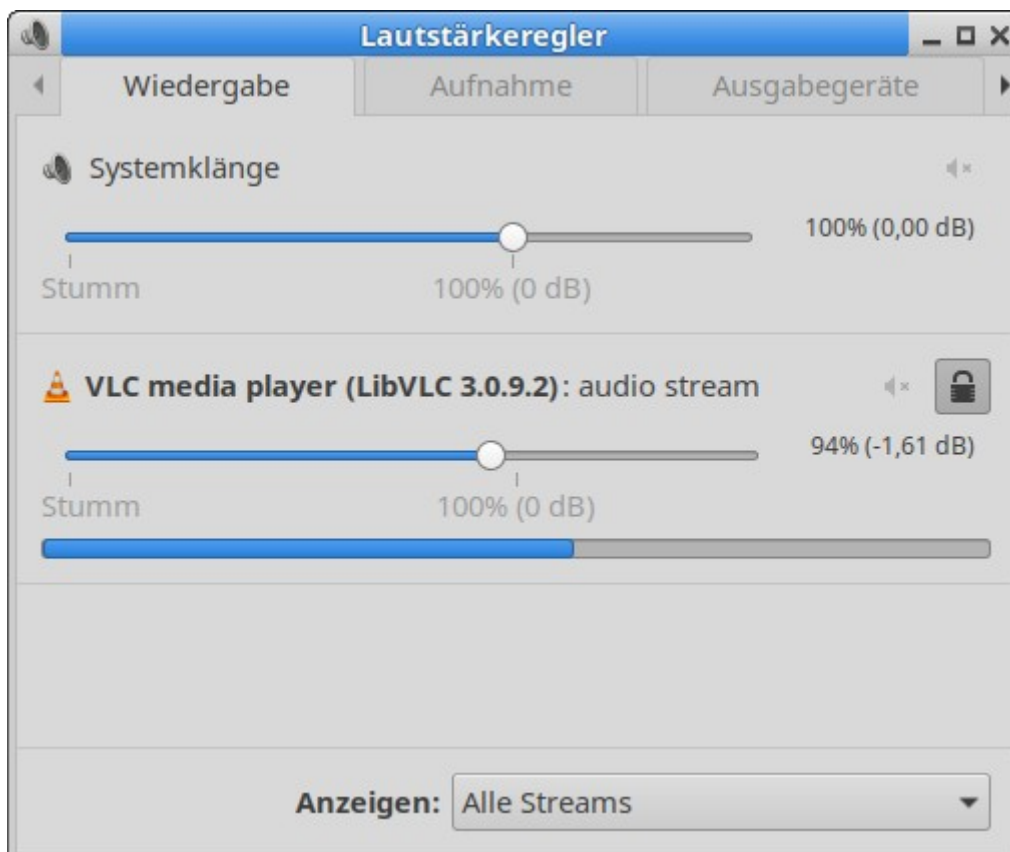 Lautstärkeregler
Wiedergabe Aufnahme Ausgabegeräte
Systemklänge
100% (0,00 dB)
Stumm 100% (0 dB)
VLC media player (LibVLC 3.0.9.2) : audio stream
94% (-1,61 dB)
Stumm 100% (0 dB)
Anzeigen: Alle Streams